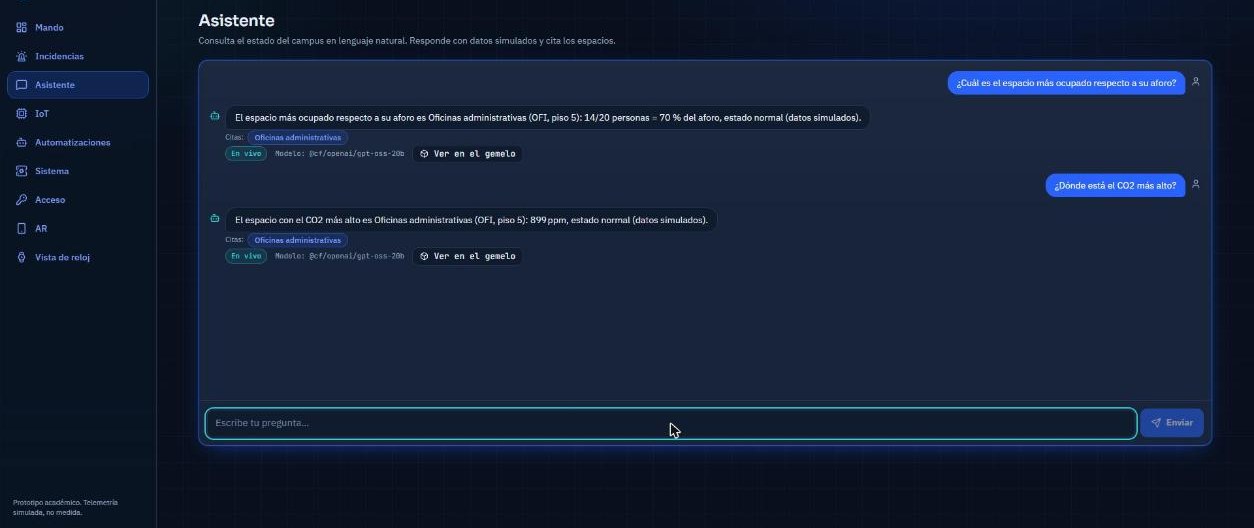 Mando
Incidencias
Asistente
IoT
Automatizaciones
Sistema
Acceso
AR
Vista de reloj
Prototipo académico. Telemetría
simulada, no medida.
Asistente
Consulta el estado del campus en lenguaje natural. Responde con datos simulados y cita los espacios.
¿Cuál es el espacio más ocupado respecto a su aforo?
El espacio más ocupado respecto a su aforo es Oficinas administrativas (OFI, piso 5): 14/20 personas = 70 % del aforo, estado normal (datos simulados).
Citas: Oficinas administrativas
En vivo Modelo: @cf/openai/gpt-oss-20b Ver en el gemelo
¿Dónde está el CO2 más alto?
El espacio con el CO2 más alto es Oficinas administrativas (OFI, piso 5): 899 ppm, estado normal (datos simulados).
Citas: Oficinas administrativas
En vivo Modelo: @cf/openai/gpt-oss-20b Ver en el gemelo
Escribe tu pregunta...
Enviar